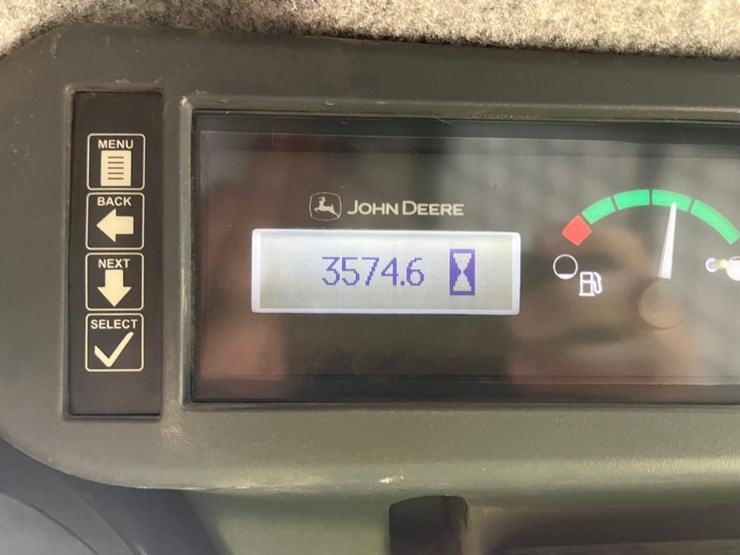 MENU
BACK
NEXT
SELECT
JOHN DEERE
3574.6